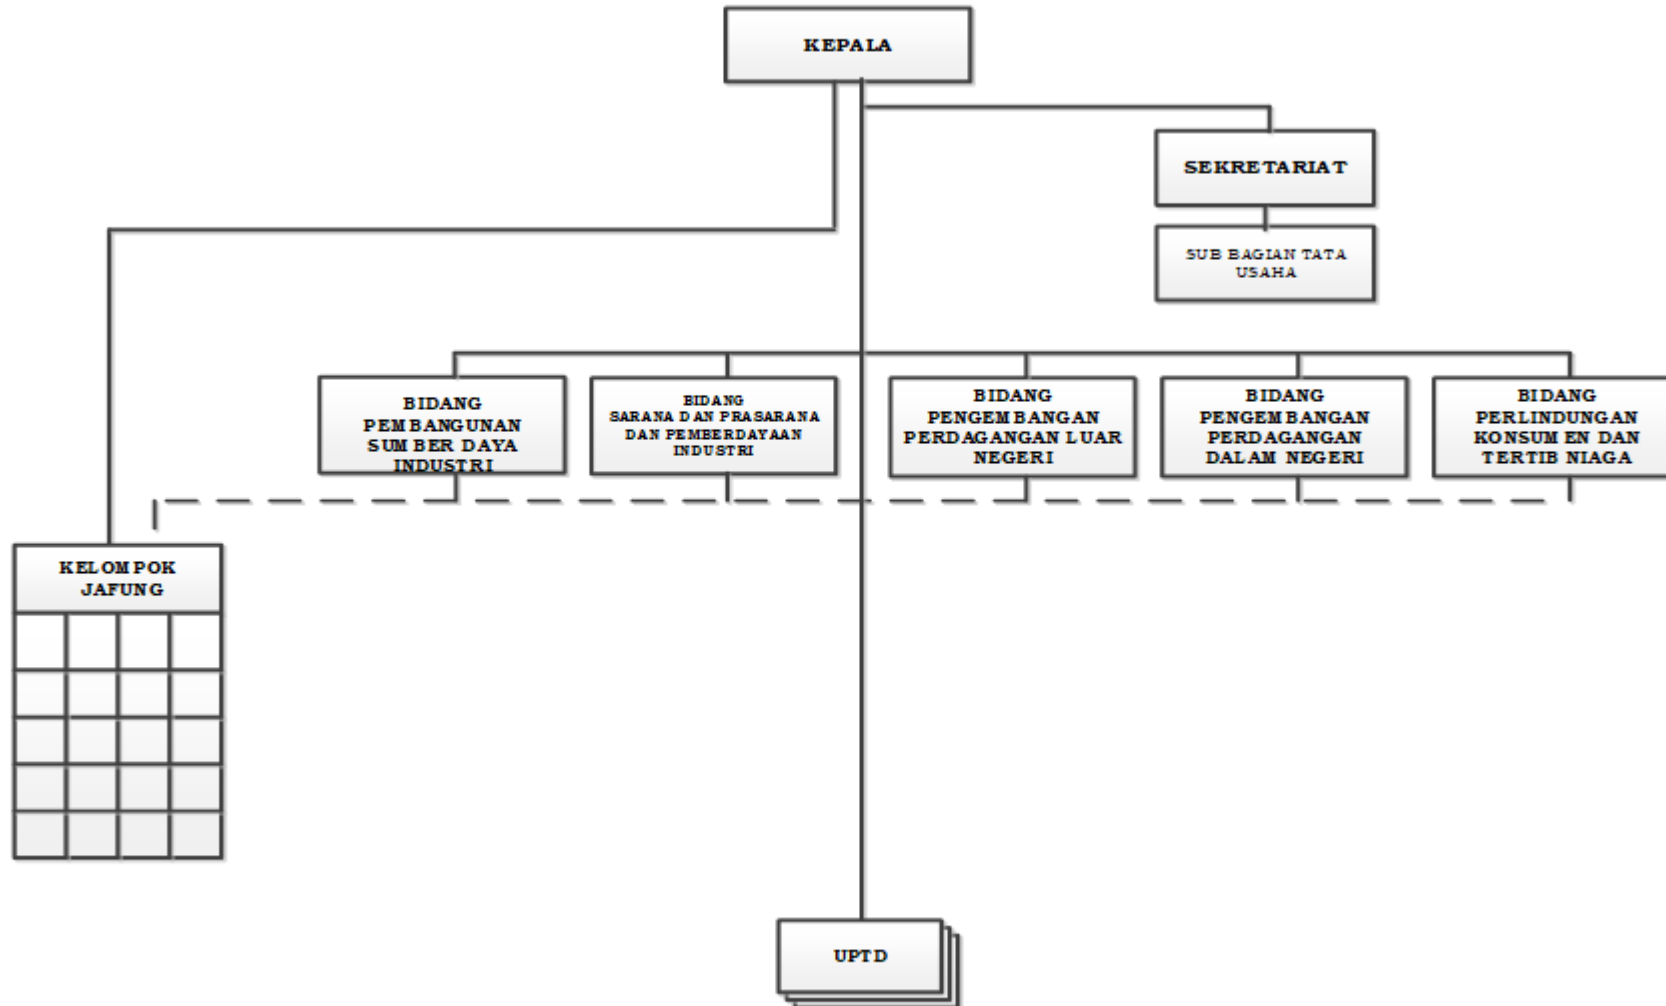 KEPALA
SEKRETARIAT
SUB BAGIAN TATA
USAHA
BIDANG
PEMBANGUNAN
SUMBER DAYA
INDUSTRI
BIDANG
SARANA DAN PRASARANA
DAN PEMBERDAYAAN
INDUSTRI
BIDANG
PENGEMBANGAN
PERDAGANGAN LUAR
NEGERI
BIDANG
PENGEMBANGAN
PERDAGANGAN
DALAM NEGERI
BIDANG
PERLINDUNGAN
KONSUMEN DAN
TERTIB NIAGA
KELOMPOK
JAFUNG
UPTD